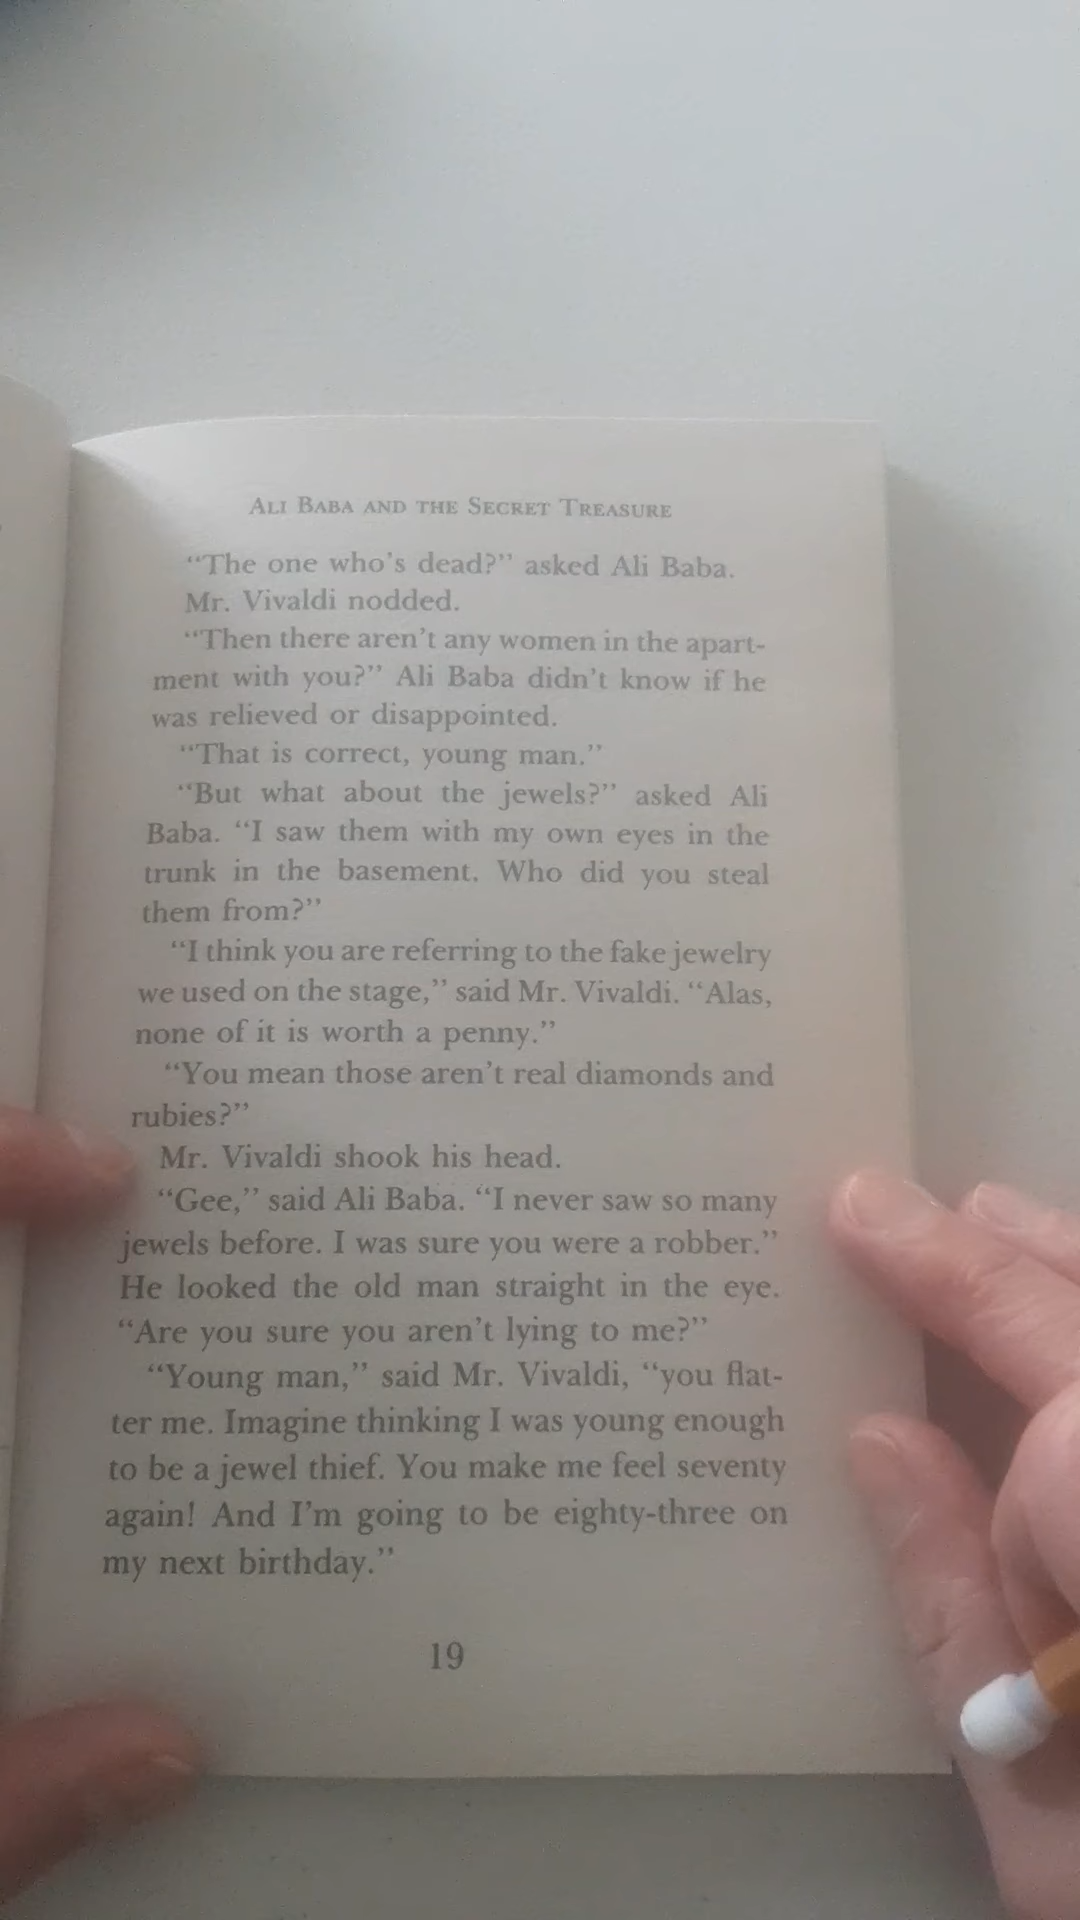 ALI BABA AND THE SECRET TREASURE
“The one who’s dead?” asked Ali Baba.
Mr. Vivaldi nodded.
“Then there aren’t any women in the apart-
ment with you?” Ali Baba didn’t know if he
was relieved or disappointed.
“That is correct, young man.”
“But what about the jewels?” asked Ali
Baba. “I saw them with my own eyes in the
trunk in the basement. Who did you steal
them from?”
“I think you are referring to the fake jewelry
we used on the stage,” said Mr. Vivaldi. “Alas,
none of it is worth a penny.”
“You mean those aren’t real diamonds and
rubies?”
Mr. Vivaldi shook his head.
“Gee,” said Ali Baba. “I never saw so many
jewels before. I was sure you were a robber.”
He looked the old man straight in the eye.
“Are you sure you aren’t lying to me?”
“Young man,” said Mr. Vivaldi, “you flat-
ter me. Imagine thinking I was young enough
to be a jewel thief. You make me feel seventy
again! And I’m going to be eighty-three on
my next birthday.”
19